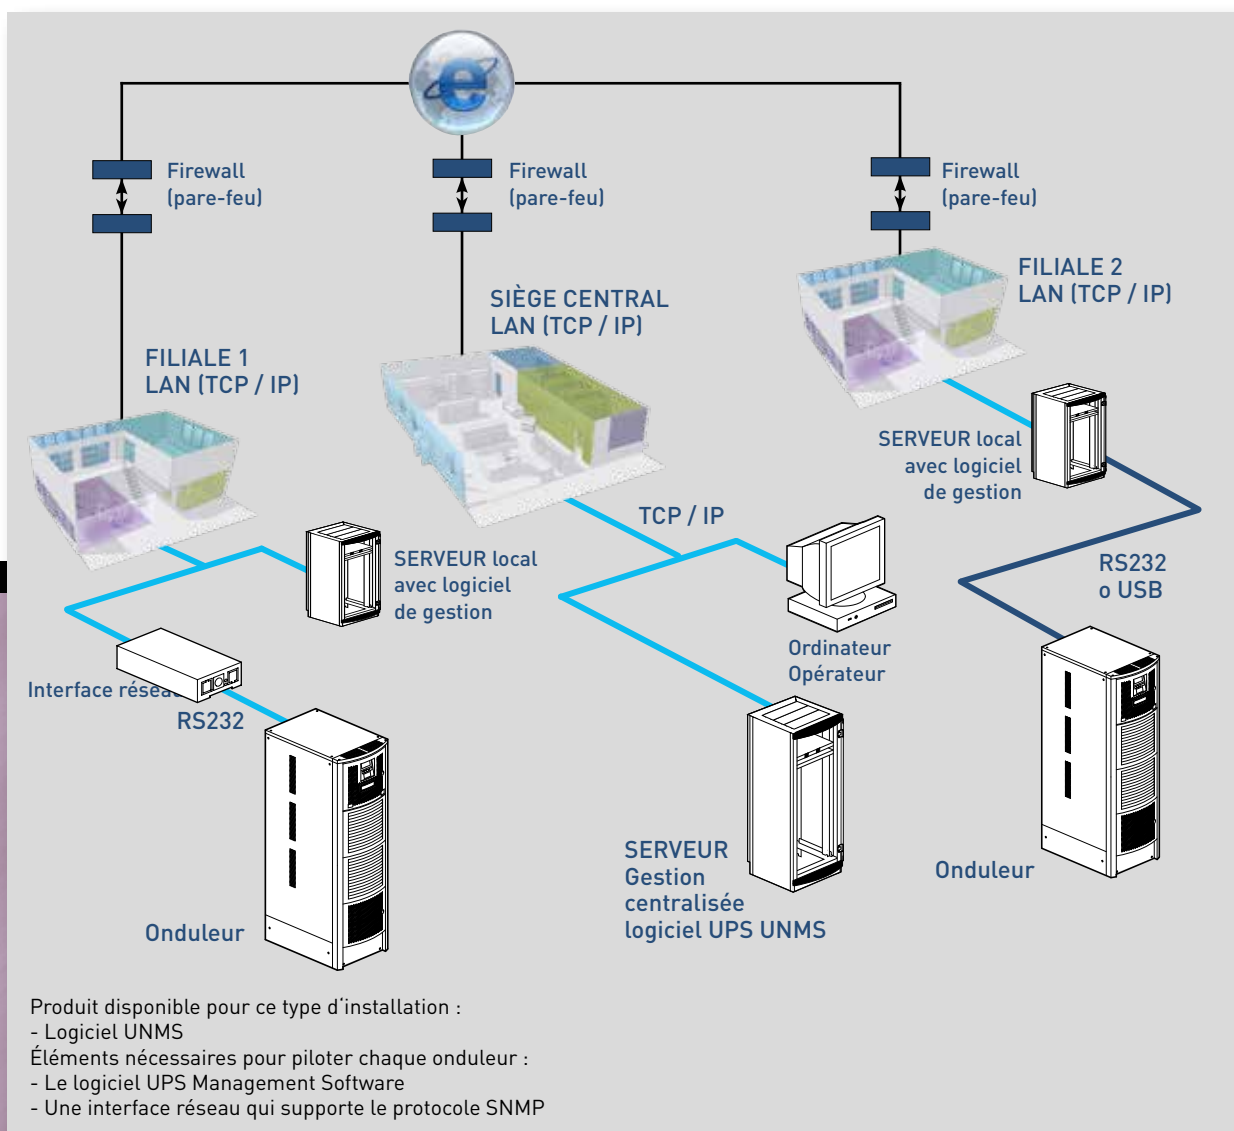 Firewall
(pare-feu)
Firewall
(pare-feu)
Firewall
(pare-feu)
FILIALE 2
LAN (TCP / IP)
SIÈGE CENTRAL
LAN (TCP / IP)
FILIALE 1
LAN (TCP / IP)
SERVEUR local
avec logiciel
de gestion
TCP / IP
SERVEUR local
avec logiciel
de gestion
RS232
o USB
Ordinateur
Opérateur
Interface réseau
RS232
SERVEUR
Gestion
centralisée
logiciel UPS UNMS
Onduleur
Onduleur
Produit disponible pour ce type d'installation :
- Logiciel UNMS
Éléments nécessaires pour piloter chaque onduleur :
- Le logiciel UPS Management Software
- Une interface réseau qui supporte le protocole SNMP